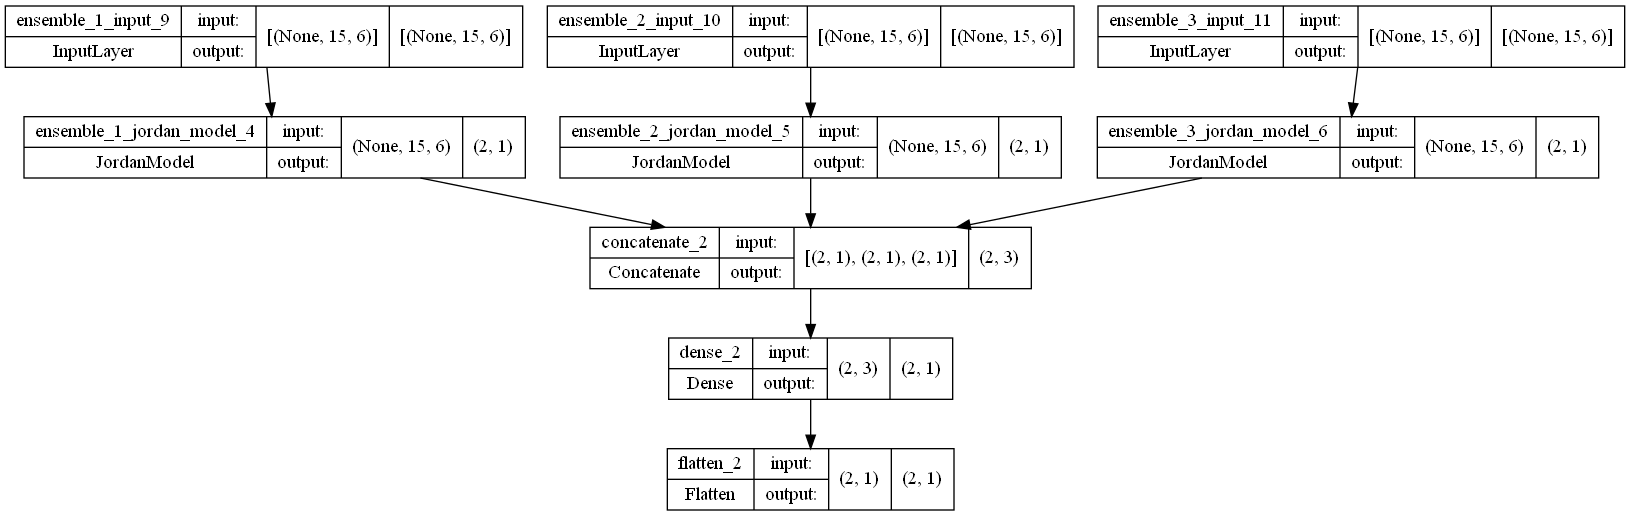 ensemble_1_input_9 input: [(None, 15, 6)] [(None, 15, 6)]
InputLayer output:
ensemble_2_input_10 input: [(None, 15, 6)] [(None, 15, 6)]
InputLayer output:
ensemble_3_input_11 input: [(None, 15, 6)] [(None, 15, 6)]
InputLayer output:
ensemble_1_jordan_model_4 input: (None, 15, 6) (2, 1)
JordanModel output:
ensemble_2_jordan_model_5 input: (None, 15, 6) (2, 1)
JordanModel output:
ensemble_3_jordan_model_6 input: (None, 15, 6) (2, 1)
JordanModel output:
concatenate_2 input: [(2, 1), (2, 1), (2, 1)] (2, 3)
Concatenate output:
dense_2 input: (2, 3) (2, 1)
Dense output:
flatten_2 input: (2, 1) (2, 1)
Flatten output: